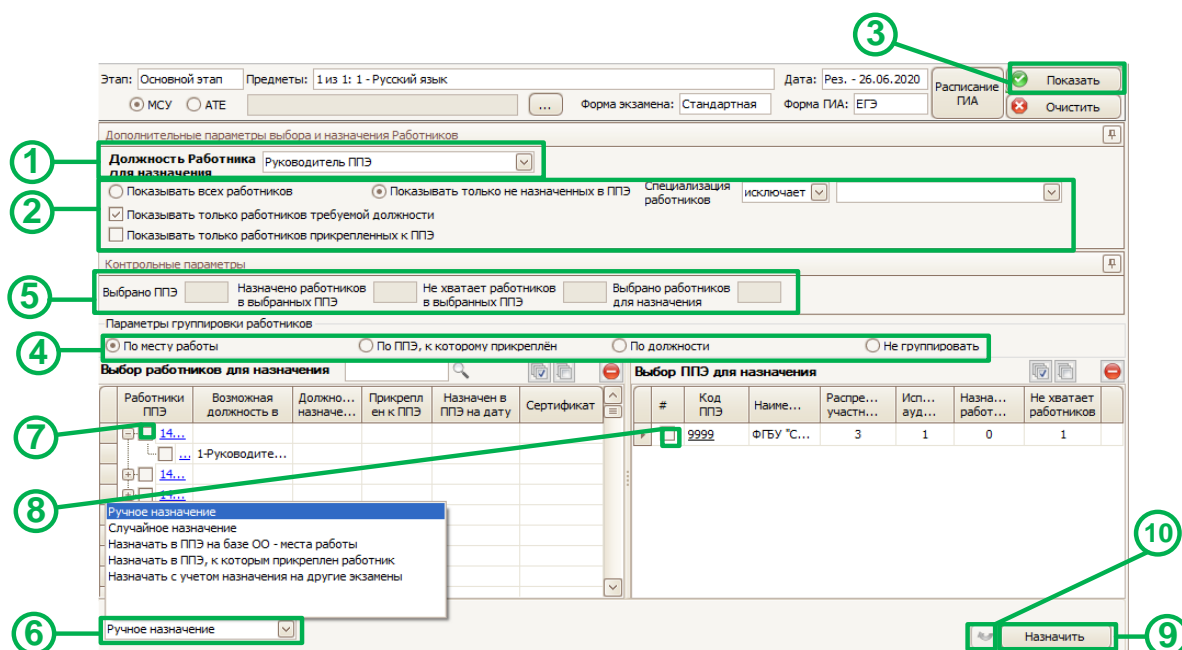 3
Этап: Основной этап Предметы: 1 из 1: 1 - Русский язык Дата: Рез. - 26.06.2020 Расписание ГИА Показать
МСУ АТЕ ... Форма экзамена: Стандартная Форма ГИА: ЕГЭ Очистить
Дополнительные параметры выбора и назначения Работников
1 Должность Работника для назначения Руководитель ППЭ
2 Показывать всех работников Показывать только не назначенных в ППЭ Специализация работников исключает
Показывать только работников требуемой должности
Показывать только работников прикрепленных к ППЭ
Контрольные параметры
5 Выбрано ППЭ Назначено работников в выбранных ППЭ Не хватает работников в выбранных ППЭ Выбрано работников для назначения
Параметры группировки работников
4 По месту работы По ППЭ, к которому прикреплён По должности Не группировать
Выбор работников для назначения Выбор ППЭ для назначения
Работники ППЭ Возможная должность в Должно... назначе... Прикрепл ен к ППЭ Назначен в ППЭ на дату Сертификат # Код ППЭ Наиме... Распре... участн... Исп... ауд... Назна... работ... Не хватает работников
7 14... 9999 ФГБУ "С... 3 1 0 1
... 1-Руководите...
14...
14...
8 Ручное назначение
Случайное назначение
Назначать в ППЭ на базе ОО - места работы
10
Назначать в ППЭ, к которым прикреплен работник
Назначать с учетом назначения на другие экзамены
6 Ручное назначение Назначить 9